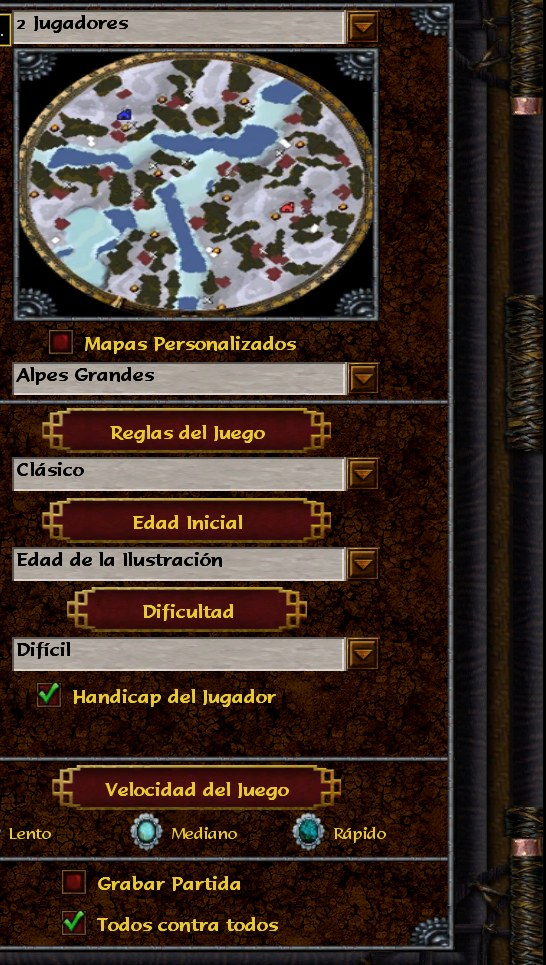 2 Jugadores
Mapas Personalizados
Alpes Grandes
Reglas del Juego
Clásico
Edad Inicial
Edad de la Ilustración
Dificultad
Difícil
Handicap del Jugador
Velocidad del Juego
Lento Mediano Rápido
Grabar Partida
Todos contra todos